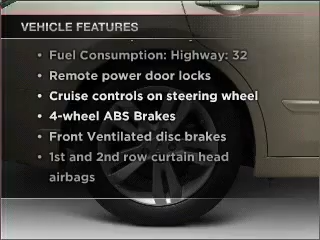 VEHICLE FEATURES
• Fuel Consumption: Highway: 32
• Remote power door locks
• Cruise controls on steering wheel
• 4-wheel ABS Brakes
• Front Ventilated disc brakes
• 1st and 2nd row curtain head
airbags